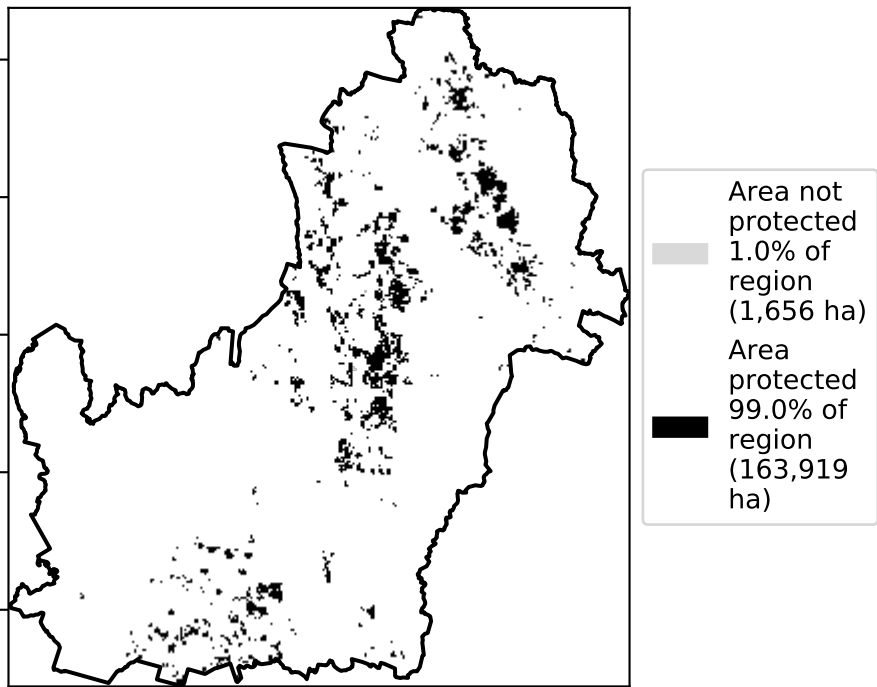 Area not
protected
1.0% of
region
(1,656 ha)
Area
protected
99.0% of
region
(163,919
ha)